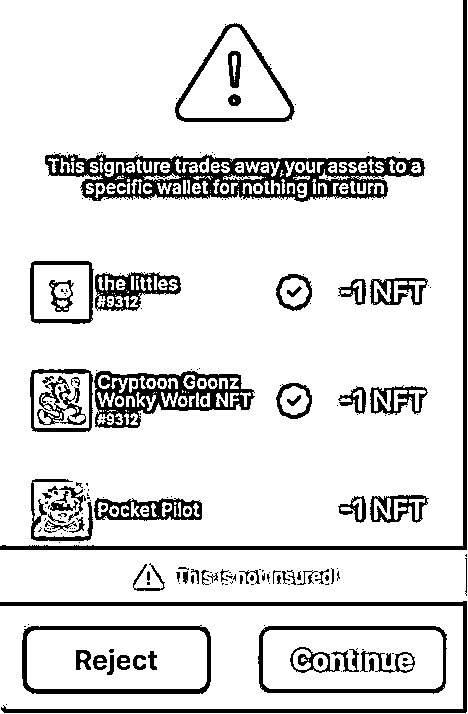 This signature trades away your assets to a
specific wallet for nothing in return
the littles
#9312
-1 NFT
Cryptoon Goonz
Wonky World NFT
#9312
-1 NFT
Pocket Pilot
-1 NFT
This is not insured!
Reject
Continue